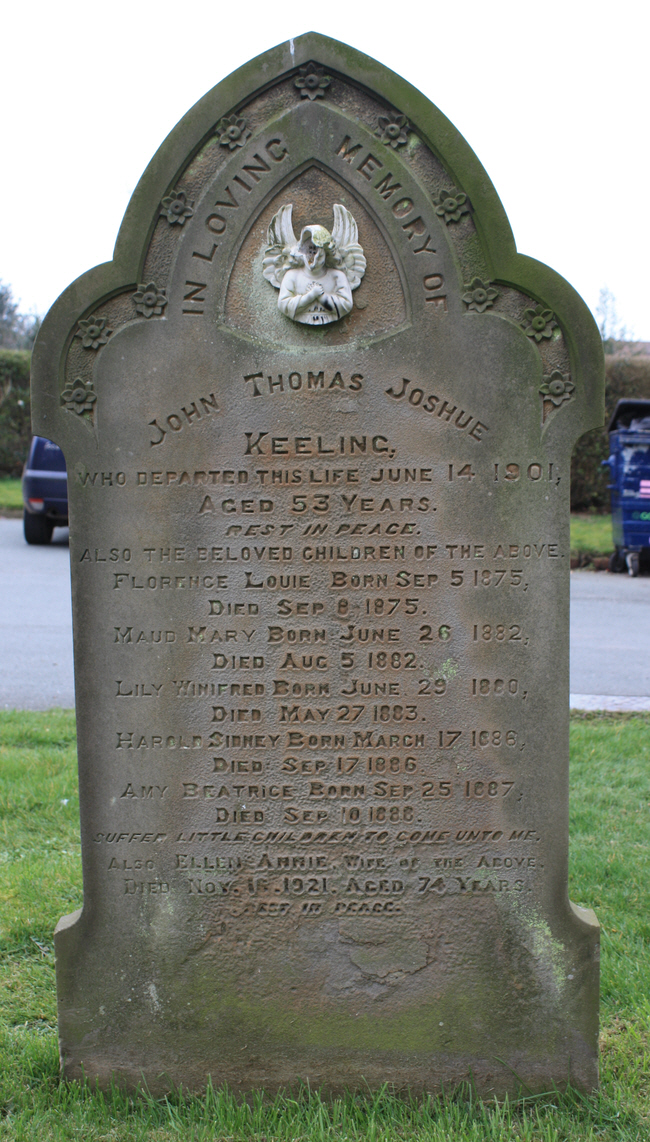 IN LOVING MEMORY OF
JOHN THOMAS JOSHUE
KEELING,
WHO DEPARTED THIS LIFE JUNE 14 1901,
AGED 53 YEARS.
REST IN PEACE.
ALSO THE BELOVED CHILDREN OF THE ABOVE.
FLORENCE LOUIE BORN SEP 5 1875,
DIED SEP 8 1875.
MAUD MARY BORN JUNE 26 1882,
DIED AUG 5 1882.
LILY WINIFRED BORN JUNE 29 1880,
DIED MAY 27 1883.
HAROLD SIDNEY BORN MARCH 17 1886,
DIED SEP 17 1886.
AMY BEATRICE BORN SEP 25 1887,
DIED SEP 10 1888.
SUFFER LITTLE CHILDREN TO COME UNTO ME.
ALSO ELLEN ANNIE, WIFE OF THE ABOVE.
DIED NOV. 1921. AGED 74 YEARS.
REST IN PEACE.